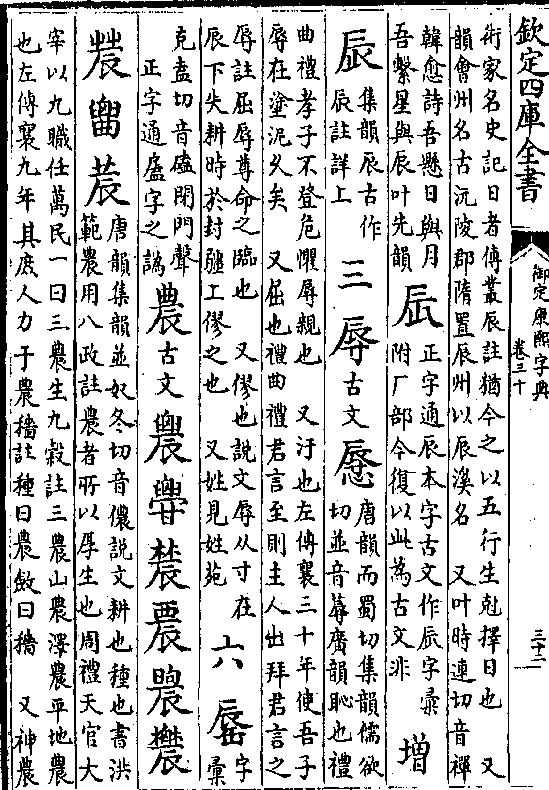 欽定四庫全書
御定康熙字典
卷三十
三十二
術家名史記日者傳叢辰註猶今之以五行生尅擇日也 又
韻會州名古沅陵郡隋置辰州以辰溪名 又叶時連切音禪
韓愈詩吾懸日與月
吾繫星與辰叶先韻
正字通辰本字古文作辰字彙
附厂部今復以此為古文非
增
集韻辰古作
辰註詳上
三 辱 古文
唐韻而蜀切集韻儒欲
切並音蓐廣韻恥也禮
曲禮孝子不登危懼辱親也 又汙也左傳襄三十年使吾子
辱在塗泥久矣 又屈也禮曲禮君言至則主人出拜君言之
辱註屈辱尊命之臨也 又僇也說文辱从寸在
辰下失耕時於封疆工僇之也 又姓見姓苑
六
字
彙
克盍切音磕閉門聲
正字通㕎字之譌
農 古文
唐韻集韻並奴冬切音儂說文耕也種也書洪
範農用八政註農者所以厚生也周禮天官大
宰以九職任萬民一曰三農生九穀註三農山農澤農平地農
也左傳襄九年其庶人力于農穡註種曰農斂曰穡 又神農